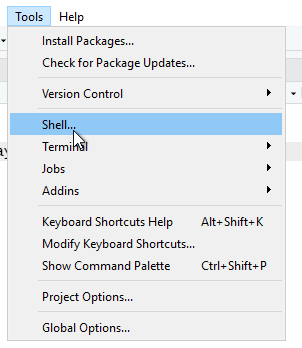 Tools Help
Install Packages...
Check for Package Updates...
Version Control
Shell...
Terminal
Jobs
Addins
Keyboard Shortcuts Help Alt+Shift+K
Modify Keyboard Shortcuts...
Show Command Palette Ctrl+Shift+P
Project Options...
Global Options...